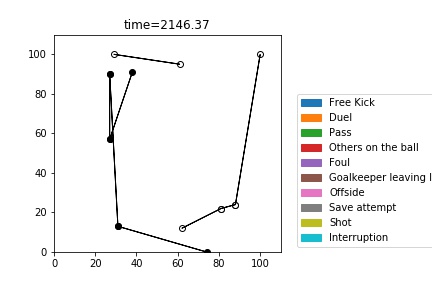 time=2146.37
100
80
60
40
20
0
0 20 40 60 80 100
Free Kick
Duel
Pass
Others on the ball
Foul
Goalkeeper leaving l
Offside
Save attempt
Shot
Interruption